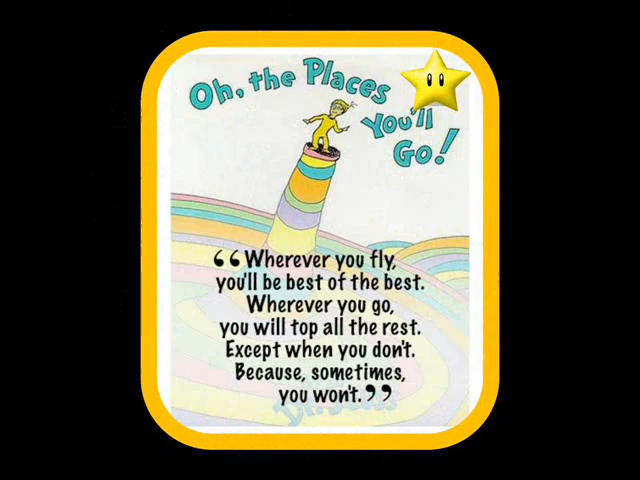 Oh, the Places
You'll
Go!
“Wherever you fly,
you'll be best of the best.
Wherever you go,
you will top all the rest.
Except when you don't.
Because, sometimes,
you won't.”